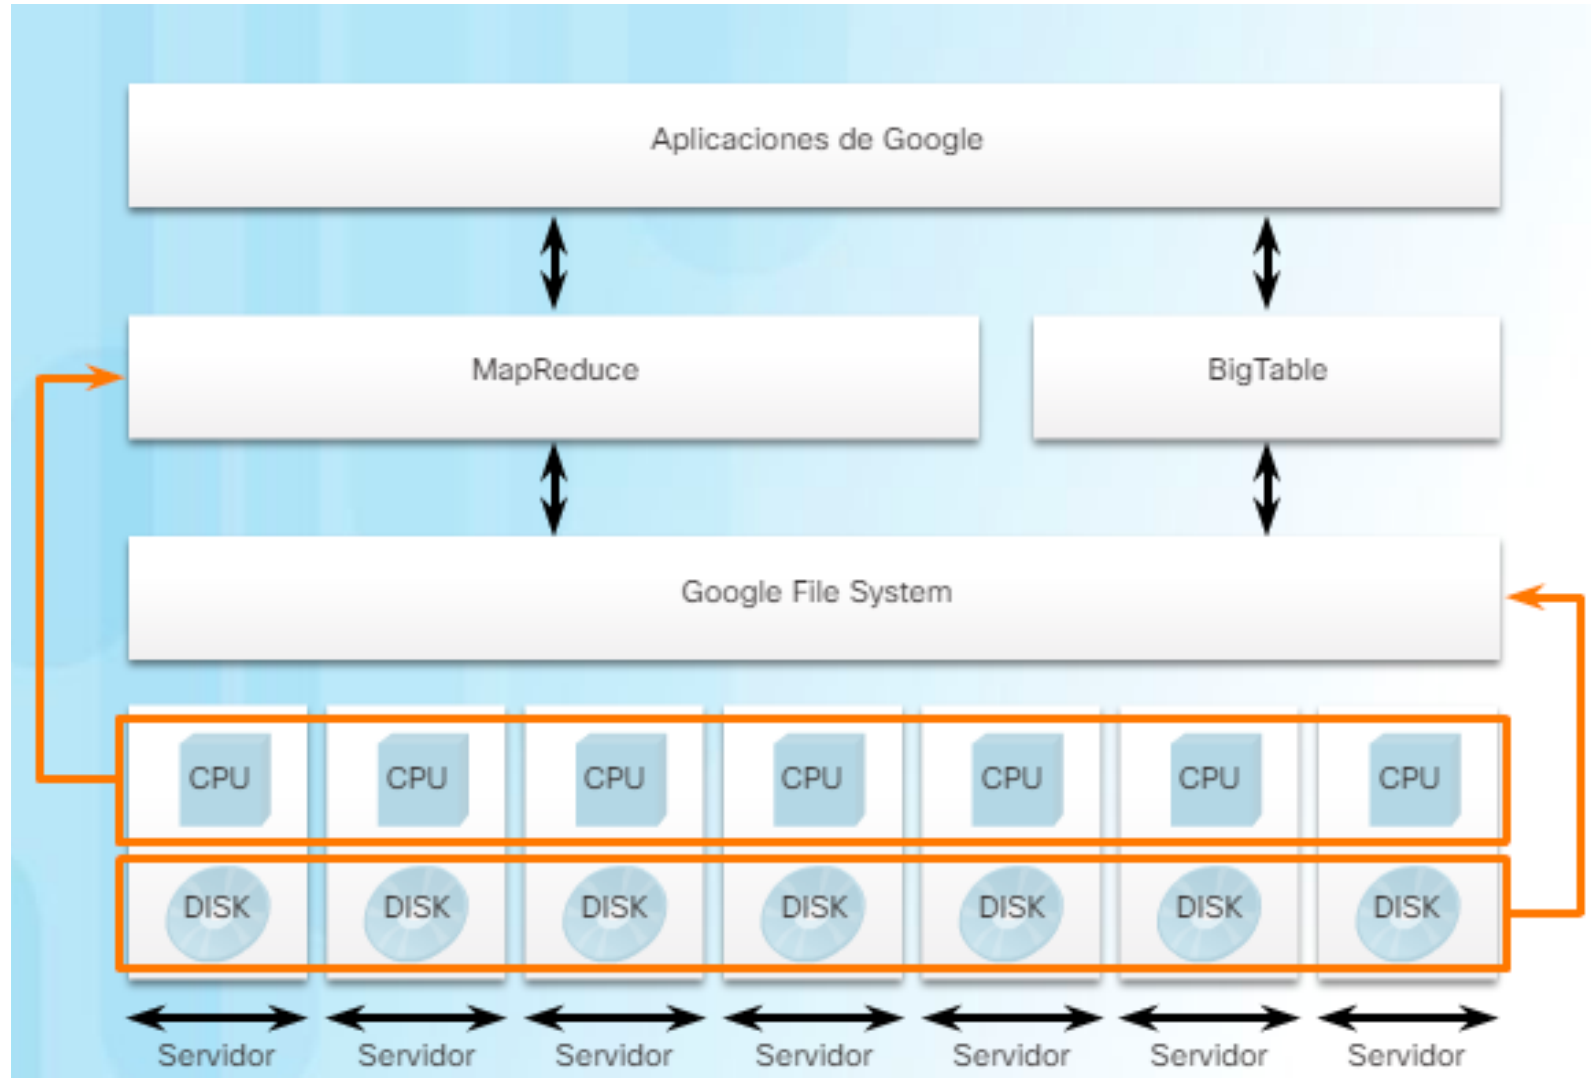 Aplicaciones de Google
MapReduce
BigTable
Google File System
CPU CPU CPU CPU CPU CPU CPU
DISK DISK DISK DISK DISK DISK DISK
Servidor Servidor Servidor Servidor Servidor Servidor Servidor